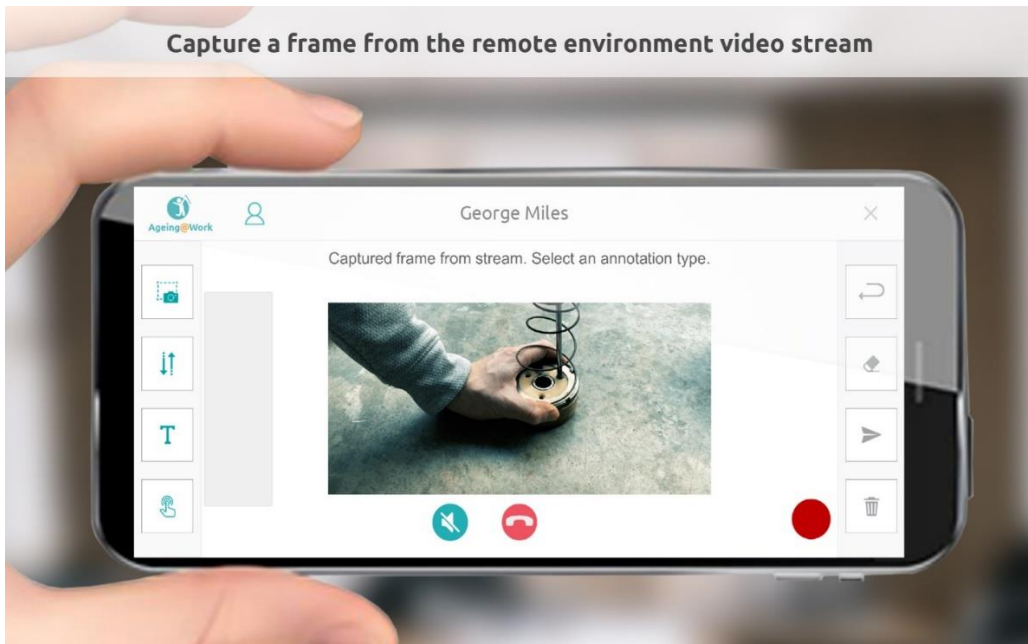 Capture a frame from the remote environment video stream
Ageing@Work
George Miles
Captured frame from stream. Select an annotation type.
T